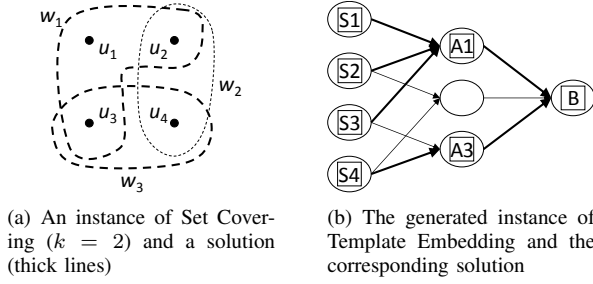 w1
u1
u2
w2
u3
u4
w3
S1
S2
S3
S4
A1
A3
B
(a) An instance of Set Cover-
ing (k = 2) and a solution
(thick lines)
(b) The generated instance of
Template Embedding and the
corresponding solution